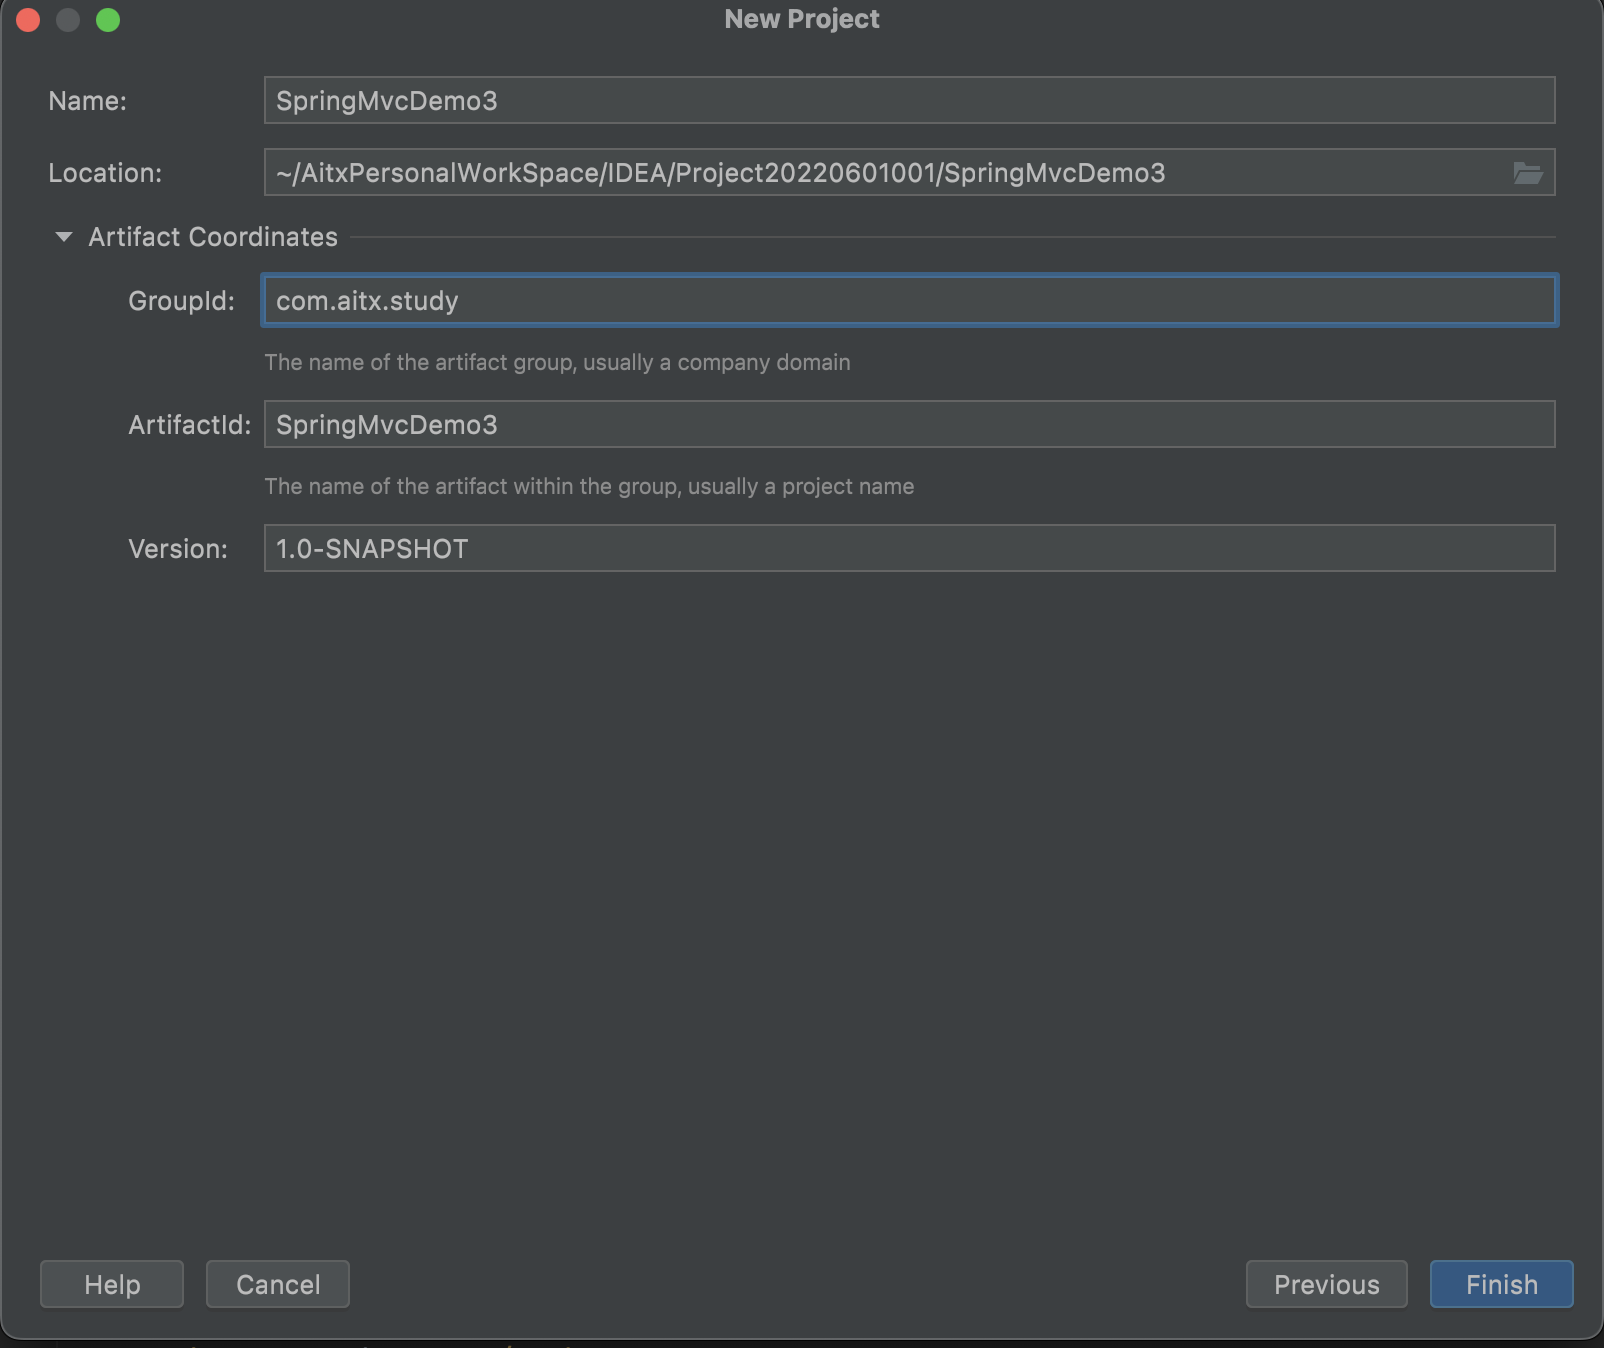 New Project
Name: SpringMvcDemo3
Location: ~/AitxPersonalWorkSpace/IDEA/Project20220601001/SpringMvcDemo3
Artifact Coordinates
GroupId: com.aitx.study
The name of the artifact group, usually a company domain
ArtifactId: SpringMvcDemo3
The name of the artifact within the group, usually a project name
Version: 1.0-SNAPSHOT
Help Cancel Previous Finish